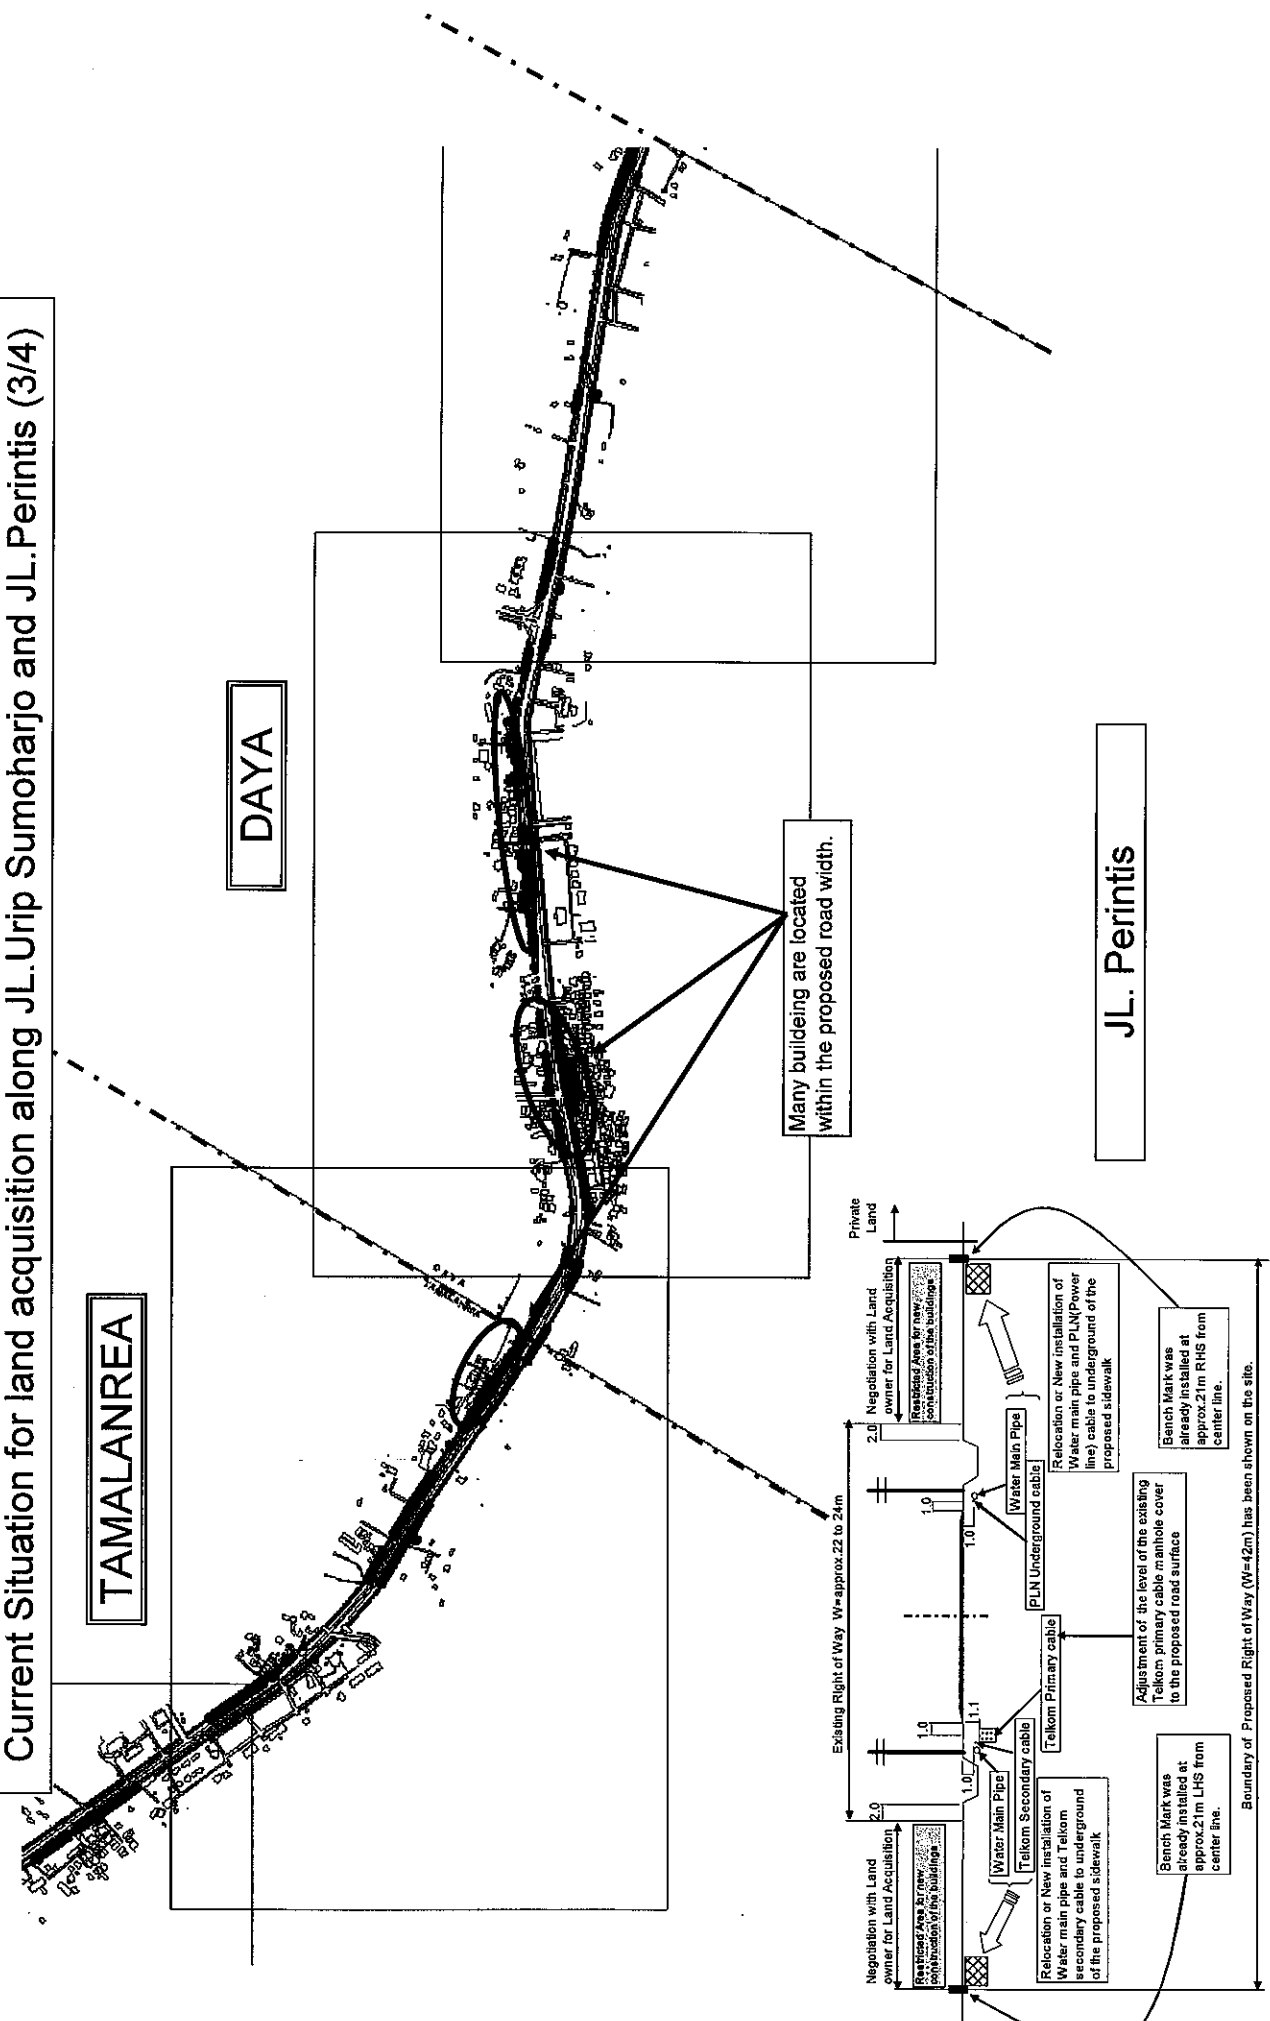 Current Situation for land acquisition along JL.Urip Sumoharjo and JL.Perintis (3/4)
TAMALANREA
DAYA
Many buildeing are located
within the proposed road width.
JL. Perintis
Existing Right of Way W=approx.22 to 24m
Negotiation with Land
owner for Land Acquisition
Restricted Area for new
construction of the buildings
2.0
1.0
1.0
1.1
Water Main Pipe
Telkom Secondary cable
Telkom Primary cable
Relocation or New installation of
Water main pipe and Telkom
secondary cable to underground
of the proposed sidewalk
Bench Mark was
already installed at
approx.21m LHS from
center line.
Adjustment of the level of the existing
Telkom primary cable manhole cover
to the proposed road surface
Negotiation with Land
owner for Land Acquisition
Restricted Area for new
construction of the buildings
Private
Land
2.0
1.0
1.0
Water Main Pipe
PLN Underground cable
Relocation or New installation of
Water main pipe and PLN(Power
line) cable to underground of the
proposed sidewalk
Bench Mark was
already installed at
approx.21m RHS from
center line.
Boundary of Proposed Right of Way (W=42m) has been shown on the site.